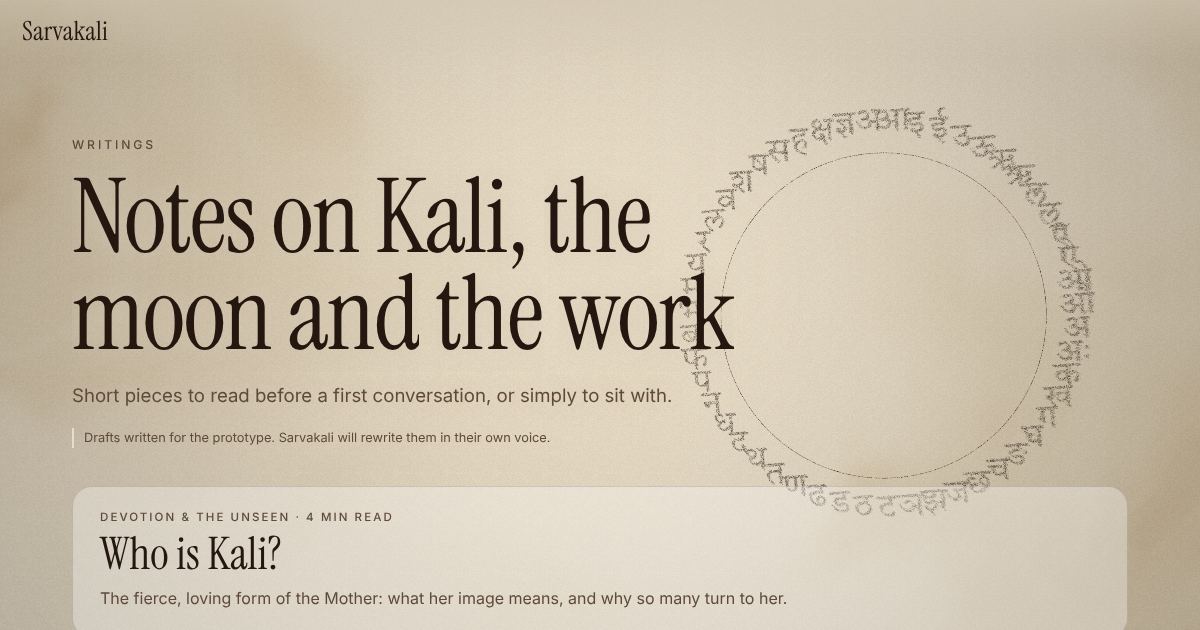 Sarvakali
WRITINGS
Notes on Kali, the
moon and the work
Short pieces to read before a first conversation, or simply to sit with.
Drafts written for the prototype. Sarvakali will rewrite them in their own voice.
DEVOTION & THE UNSEEN · 4 MIN READ
Who is Kali?
The fierce, loving form of the Mother: what her image means, and why so many turn to her.